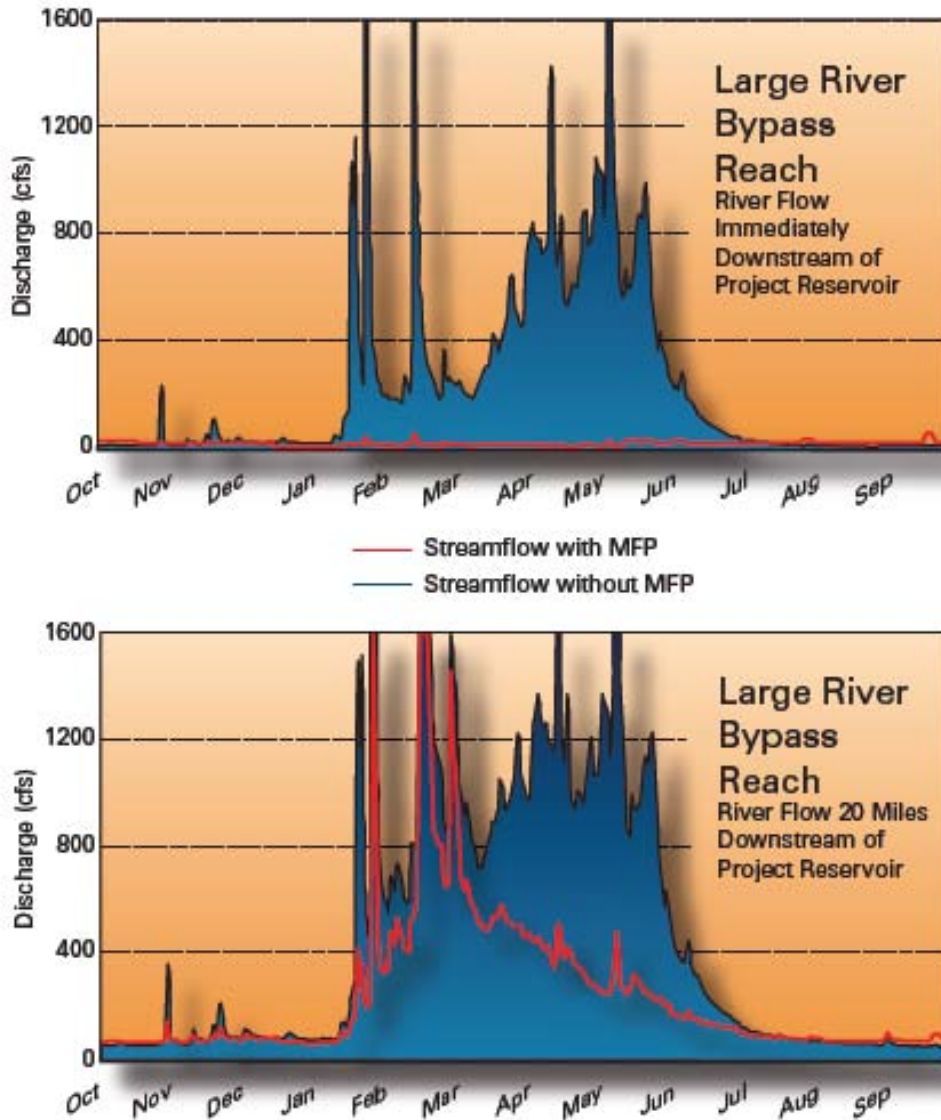 1600
1200
800
400
0
Discharge (cfs)
Large River
Bypass
Reach
River Flow
Immediately
Downstream of
Project Reservoir
Oct Nov Dec Jan Feb Mar Apr May Jun Jul Aug Sep
Streamflow with MFP
Streamflow without MFP
1600
1200
800
400
0
Discharge (cfs)
Large River
Bypass
Reach
River Flow 20 Miles
Downstream of
Project Reservoir
Oct Nov Dec Jan Feb Mar Apr May Jun Jul Aug Sep